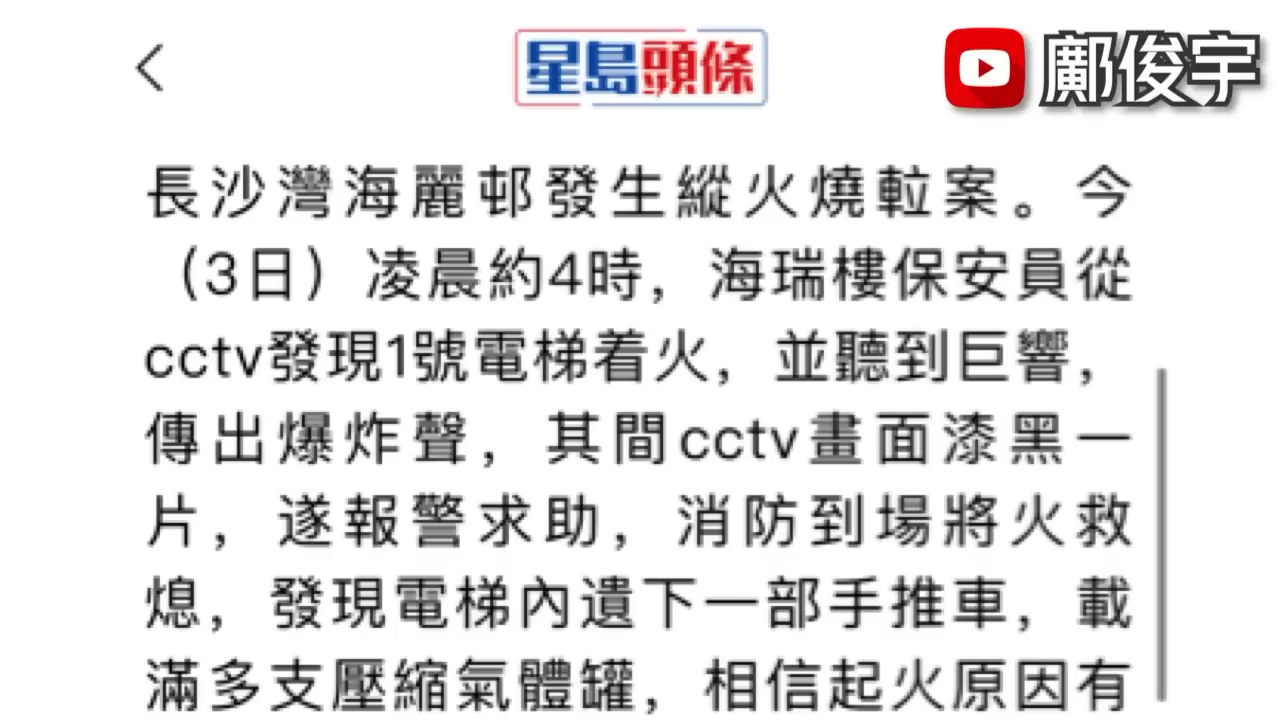 星島頭條
鄺俊宇
長沙灣海麗邨發生縱火燒𨋢案。今
（3日）凌晨約4時，海瑞樓保安員從
cctv發現1號電梯着火，並聽到巨響，
傳出爆炸聲，其間cctv畫面漆黑一
片，遂報警求助，消防到場將火救
熄，發現電梯內遺下一部手推車，載
滿多支壓縮氣體罐，相信起火原因有